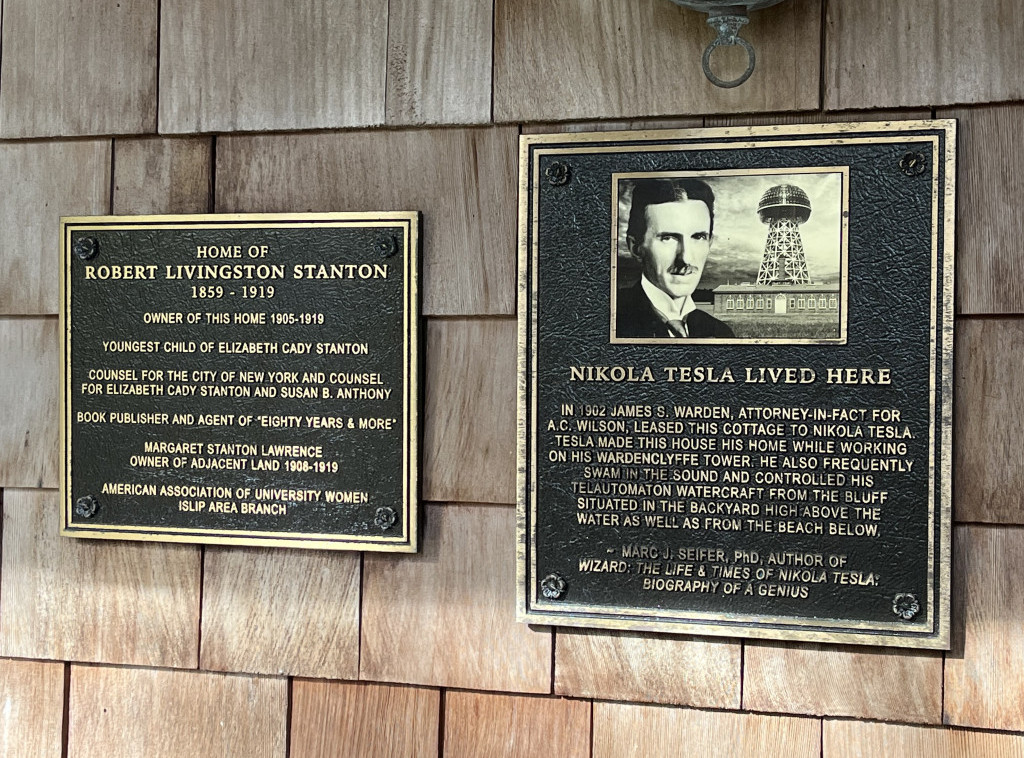 HOME OF
ROBERT LIVINGSTON STANTON
1859 - 1919
OWNER OF THIS HOME 1905-1919
YOUNGEST CHILD OF ELIZABETH CADY STANTON
COUNSEL FOR THE CITY OF NEW YORK AND COUNSEL
FOR ELIZABETH CADY STANTON AND SUSAN B. ANTHONY
BOOK PUBLISHER AND AGENT OF "EIGHTY YEARS & MORE"
MARGARET STANTON LAWRENCE
OWNER OF ADJACENT LAND 1908-1919
AMERICAN ASSOCIATION OF UNIVERSITY WOMEN
ISLIP AREA BRANCH
NIKOLA TESLA LIVED HERE
IN 1902 JAMES S. WARDEN, ATTORNEY-IN-FACT FOR
A.C. WILSON, LEASED THIS COTTAGE TO NIKOLA TESLA.
TESLA MADE THIS HOUSE HIS HOME WHILE WORKING
ON HIS WARDENCLYFFE TOWER. HE ALSO FREQUENTLY
SWAM IN THE SOUND AND CONTROLLED HIS
TELAUTOMATON WATERCRAFT FROM THE BLUFF
SITUATED IN THE BACKYARD HIGH ABOVE THE
WATER AS WELL AS FROM THE BEACH BELOW.
~ MARC J. SEIFER, PhD, AUTHOR OF
WIZARD: THE LIFE & TIMES OF NIKOLA TESLA:
BIOGRAPHY OF A GENIUS